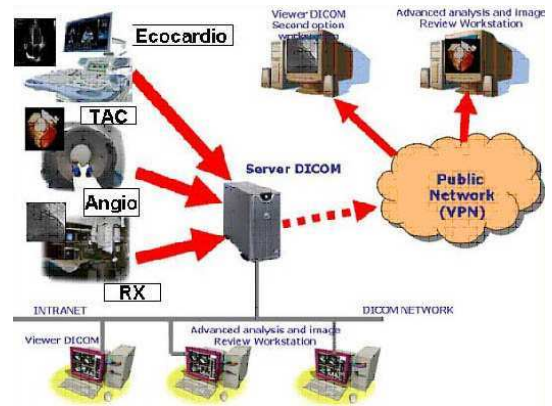 Ecocardio
Viewer DICOM
Second option
workstation
Advanced analysis and image
Review Workstation
TAC
Server DICOM
Angio
Public
Network
(VPN)
RX
INTRANET
DICOM NETWORK
Viewer DICOM
Advanced analysis and image
Review Workstation